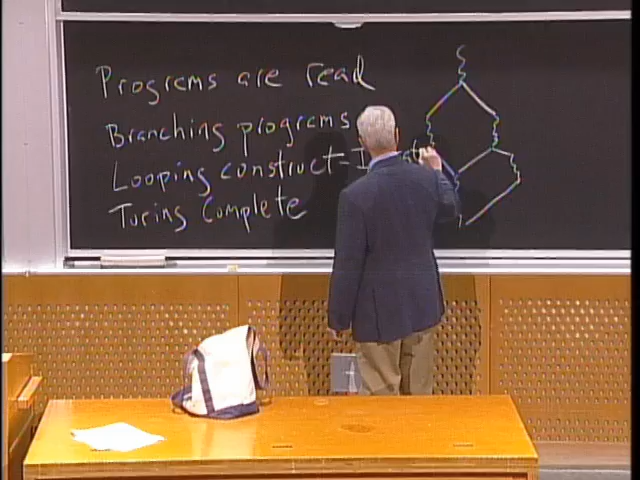 Programs are read
Branching programs
Looping construct =
Turing Complete